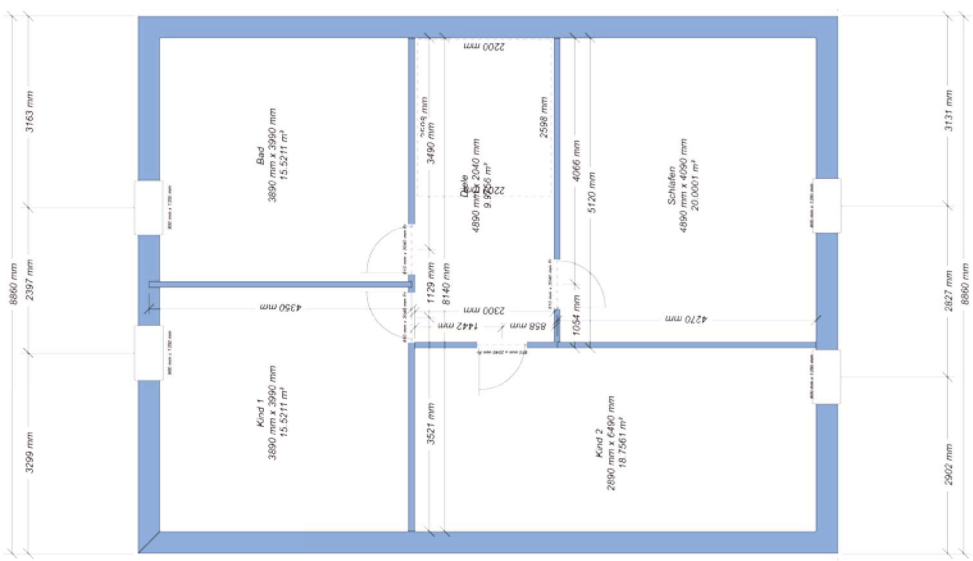 8860 mm
3163 mm
2397 mm
3299 mm
Bad
3890 mm x 3990 mm
15.5211 m²
4350 mm
Kind 1
3890 mm x 3990 mm
15.5211 m²
2200 mm
3490 mm
2598 mm
Diele
4890 mm x 2040 mm
1129 mm
8140 mm
2300 mm
1442 mm
858 mm
3521 mm
4066 mm
5120 mm
1054 mm
Schlafen
4890 mm x 4090 mm
20.0001 m²
4270 mm
Kind 2
2890 mm x 6490 mm
18.7561 m²
3131 mm
2827 mm
2902 mm
8860 mm